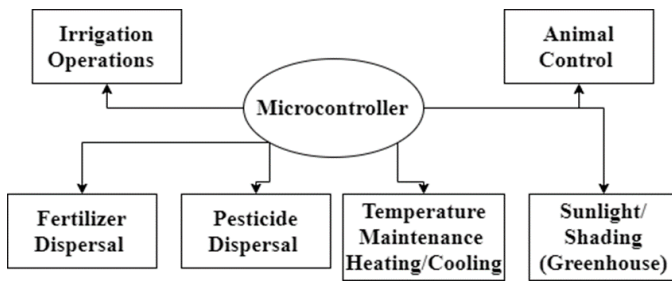 Irrigation
Operations
Animal
Control
Microcontroller
Fertilizer
Dispersal
Pesticide
Dispersal
Temperature
Maintenance
Heating/Cooling
Sunlight/
Shading
(Greenhouse)